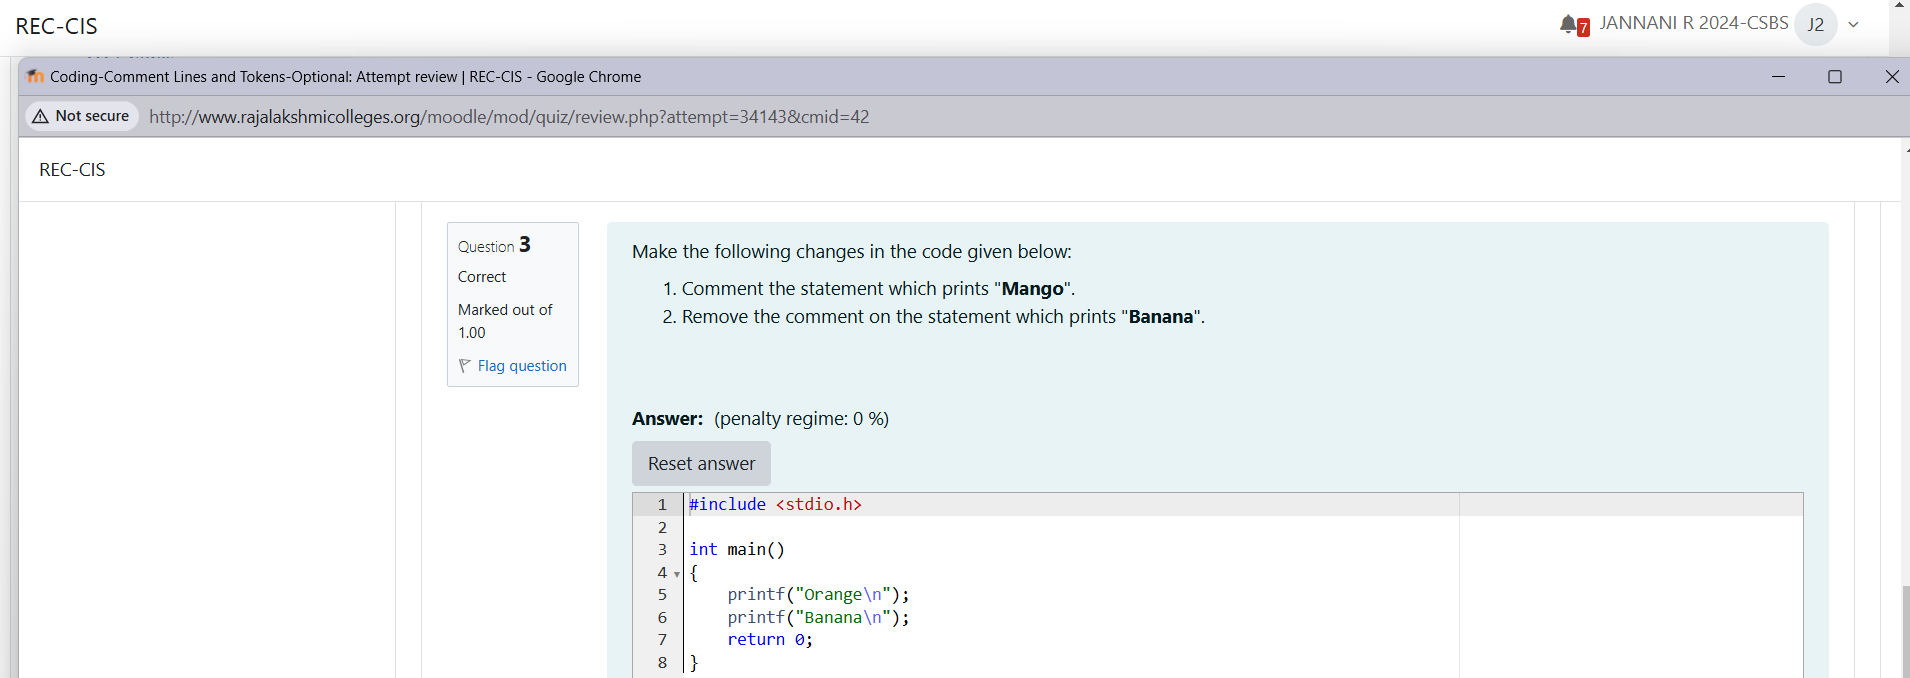 REC-CIS
7 JANNANI R 2024-CSBS J2
Coding-Comment Lines and Tokens-Optional: Attempt review | REC-CIS - Google Chrome
Not secure http://www.rajalakshmicolleges.org/moodle/mod/quiz/review.php?attempt=34143&cmid=42
REC-CIS
Question 3
Correct
Marked out of
1.00
Flag question
Make the following changes in the code given below:
1. Comment the statement which prints "Mango".
2. Remove the comment on the statement which prints "Banana".
Answer: (penalty regime: 0 %)
Reset answer
1 #include <stdio.h>
2
3 int main()
4 {
5 printf("Orange\n");
6 printf("Banana\n");
7 return 0;
8 }